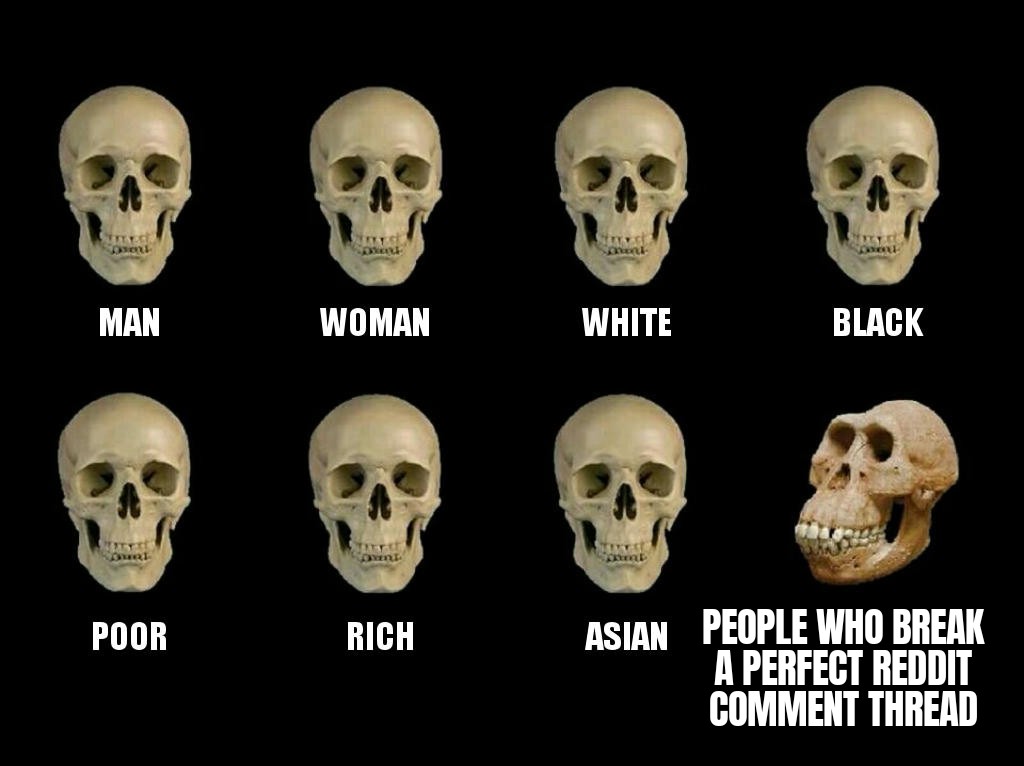 MAN
WOMAN
WHITE
BLACK
POOR
RICH
ASIAN
PEOPLE WHO BREAK
A PERFECT REDDIT
COMMENT THREAD